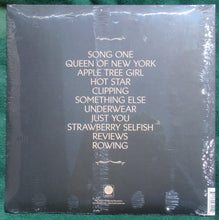 SONG ONE
QUEEN OF NEW YORK
APPLE TREE GIRL
HOT STAR
CLIPPING
SOMETHING ELSE
UNDERWEAR
JUST YOU
STRAWBERRY SELFISH
REVIEWS
ROWING